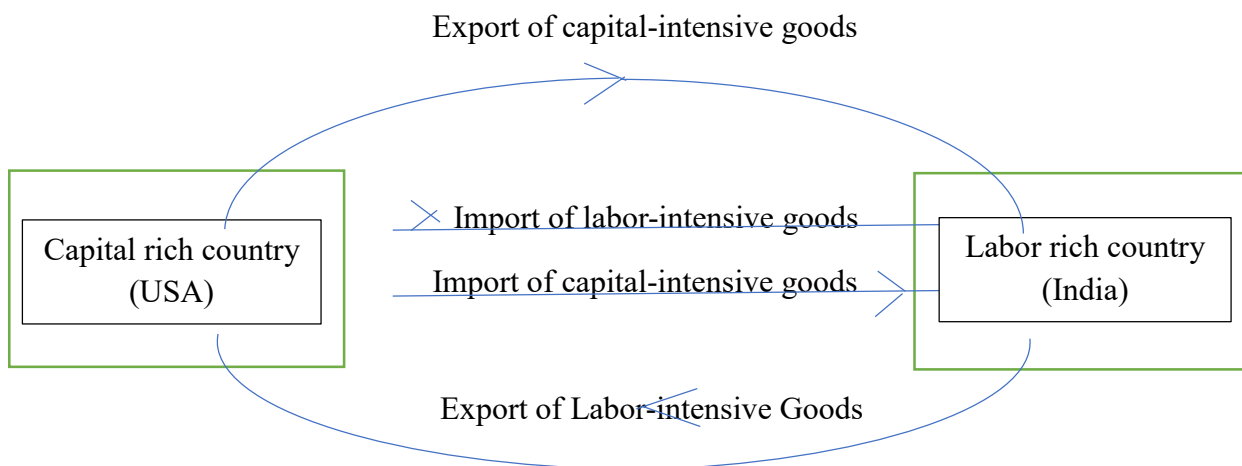 Export of capital-intensive goods
Import of labor-intensive goods
Capital rich country
(USA)
Labor rich country
(India)
Import of capital-intensive goods
Export of Labor-intensive Goods